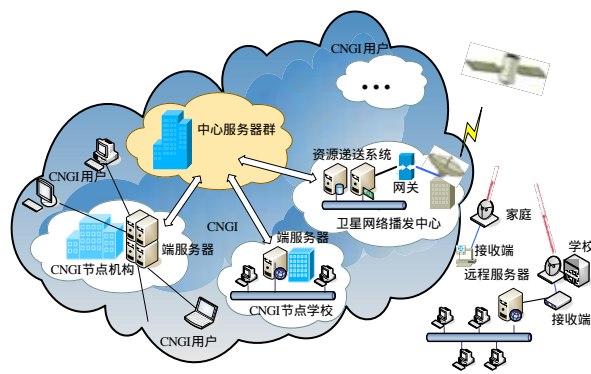 CNGI用户
•••
中心服务器群
资源递送系统
网关
CNGI用户
卫星网络播发中心
家庭
CNGI
端服务器
端服务器
接收端
学校
CNGI节点机构
远程服务器
CNGI节点学校
接收端
CNGI用户